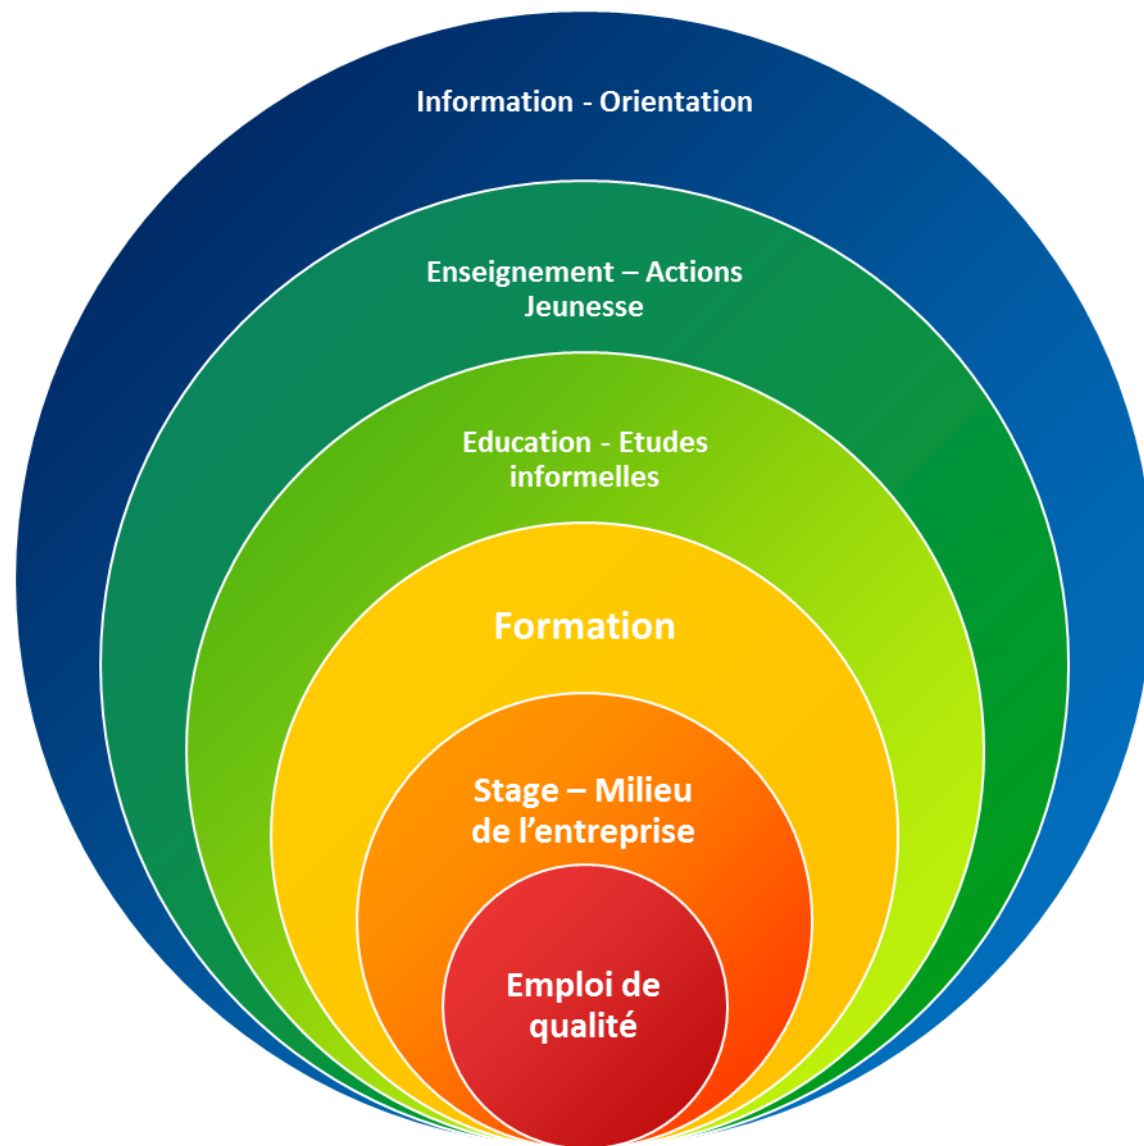 Information - Orientation
Enseignement – Actions
Jeunesse
Education - Etudes
informelles
Formation
Stage – Milieu
de l’entreprise
Emploi de
qualité